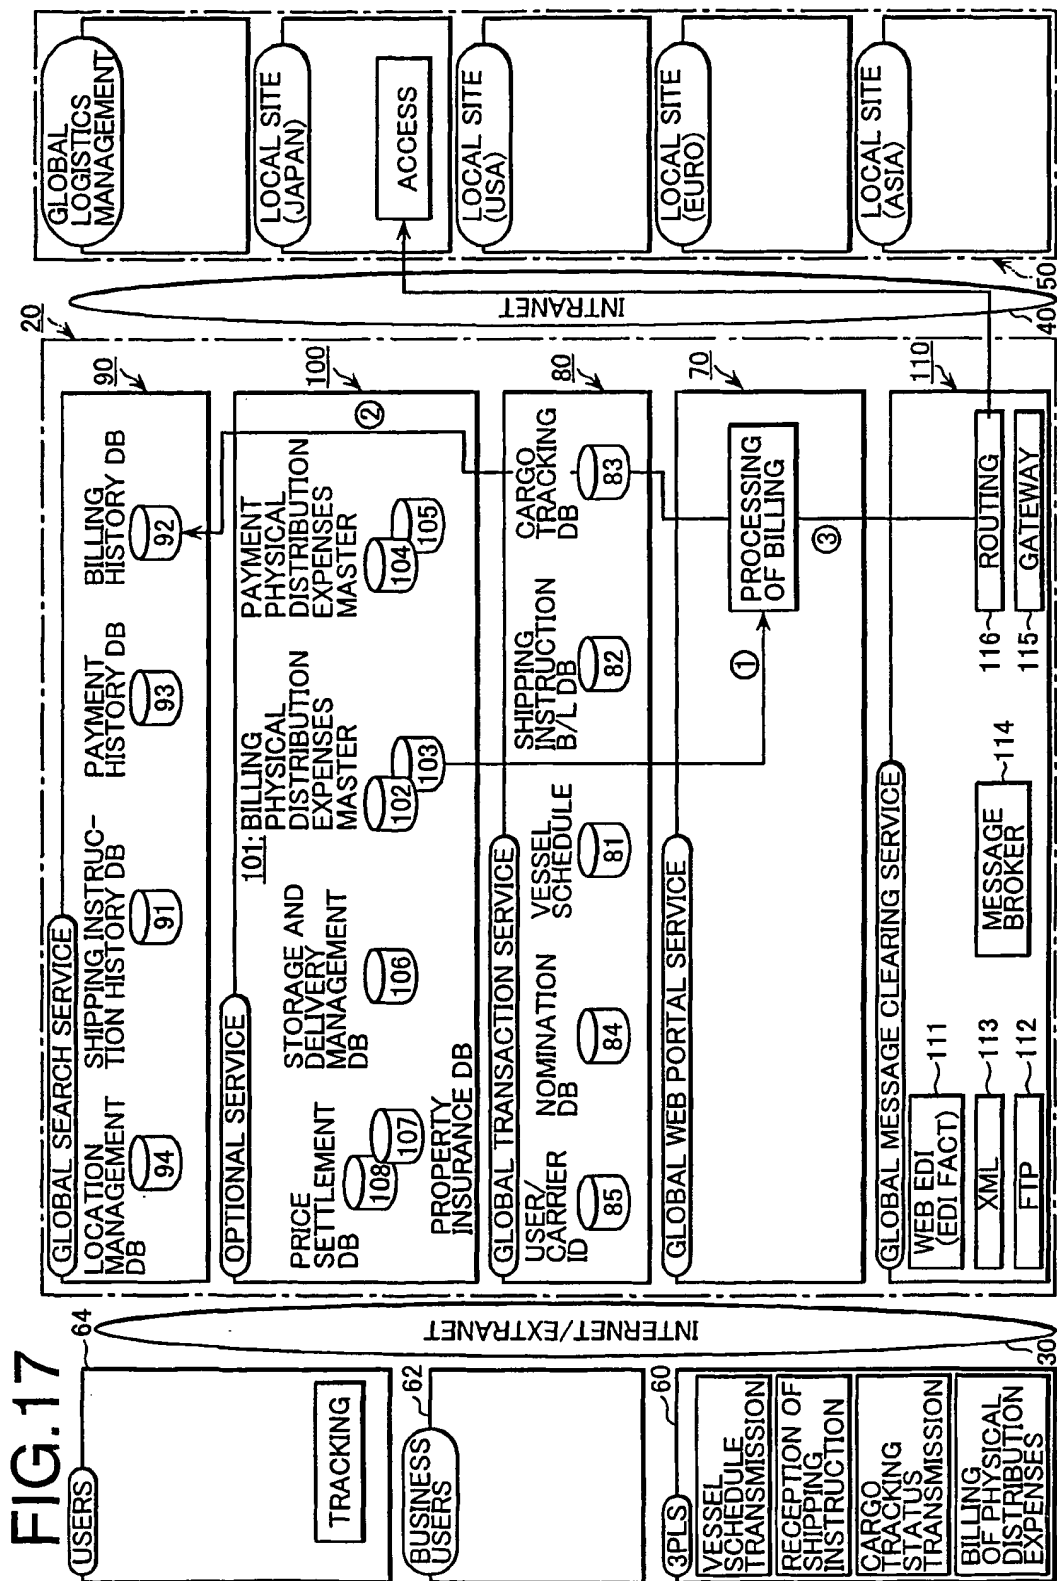 FIG.17
USERS
64
TRACKING
BUSINESS
USERS
62
3PLS
60
VESSEL
SCHEDULE
TRANSMISSION
RECEPTION OF
SHIPPING
INSTRUCTION
CARGO
TRACKING
STATUS
TRANSMISSION
BILLING
OF PHYSICAL
DISTRIBUTION
EXPENSES
INTERNET/EXTRANET
30
20
GLOBAL SEARCH SERVICE
90
LOCATION
MANAGEMENT
DB
94
SHIPPING INSTRUC-
TION HISTORY DB
91
PAYMENT
HISTORY DB
93
BILLING
HISTORY DB
92
OPTIONAL SERVICE
100
PRICE
SETTLEMENT
DB
108
107
PROPERTY
INSURANCE DB
STORAGE AND
DELIVERY
MANAGEMENT
DB
106
101: BILLING
PHYSICAL
DISTRIBUTION
EXPENSES
MASTER
102
103
PAYMENT
PHYSICAL
DISTRIBUTION
EXPENSES
MASTER
104
105
②
GLOBAL TRANSACTION SERVICE
80
USER/
CARRIER
ID
85
NOMINATION
DB
84
VESSEL
SCHEDULE
81
SHIPPING
INSTRUCTION
B/L DB
82
CARGO
TRACKING
DB
83
GLOBAL WEB PORTAL SERVICE
70
①
PROCESSING
OF BILLING
③
GLOBAL MESSAGE CLEARING SERVICE
110
WEB EDI
(EDI FACT)
111
XML
113
FTP
112
MESSAGE
BROKER
114
116
ROUTING
115
GATEWAY
INTRANET
40
50
GLOBAL
LOGISTICS
MANAGEMENT
LOCAL SITE
(JAPAN)
ACCESS
LOCAL SITE
(USA)
LOCAL SITE
(EURO)
LOCAL SITE
(ASIA)